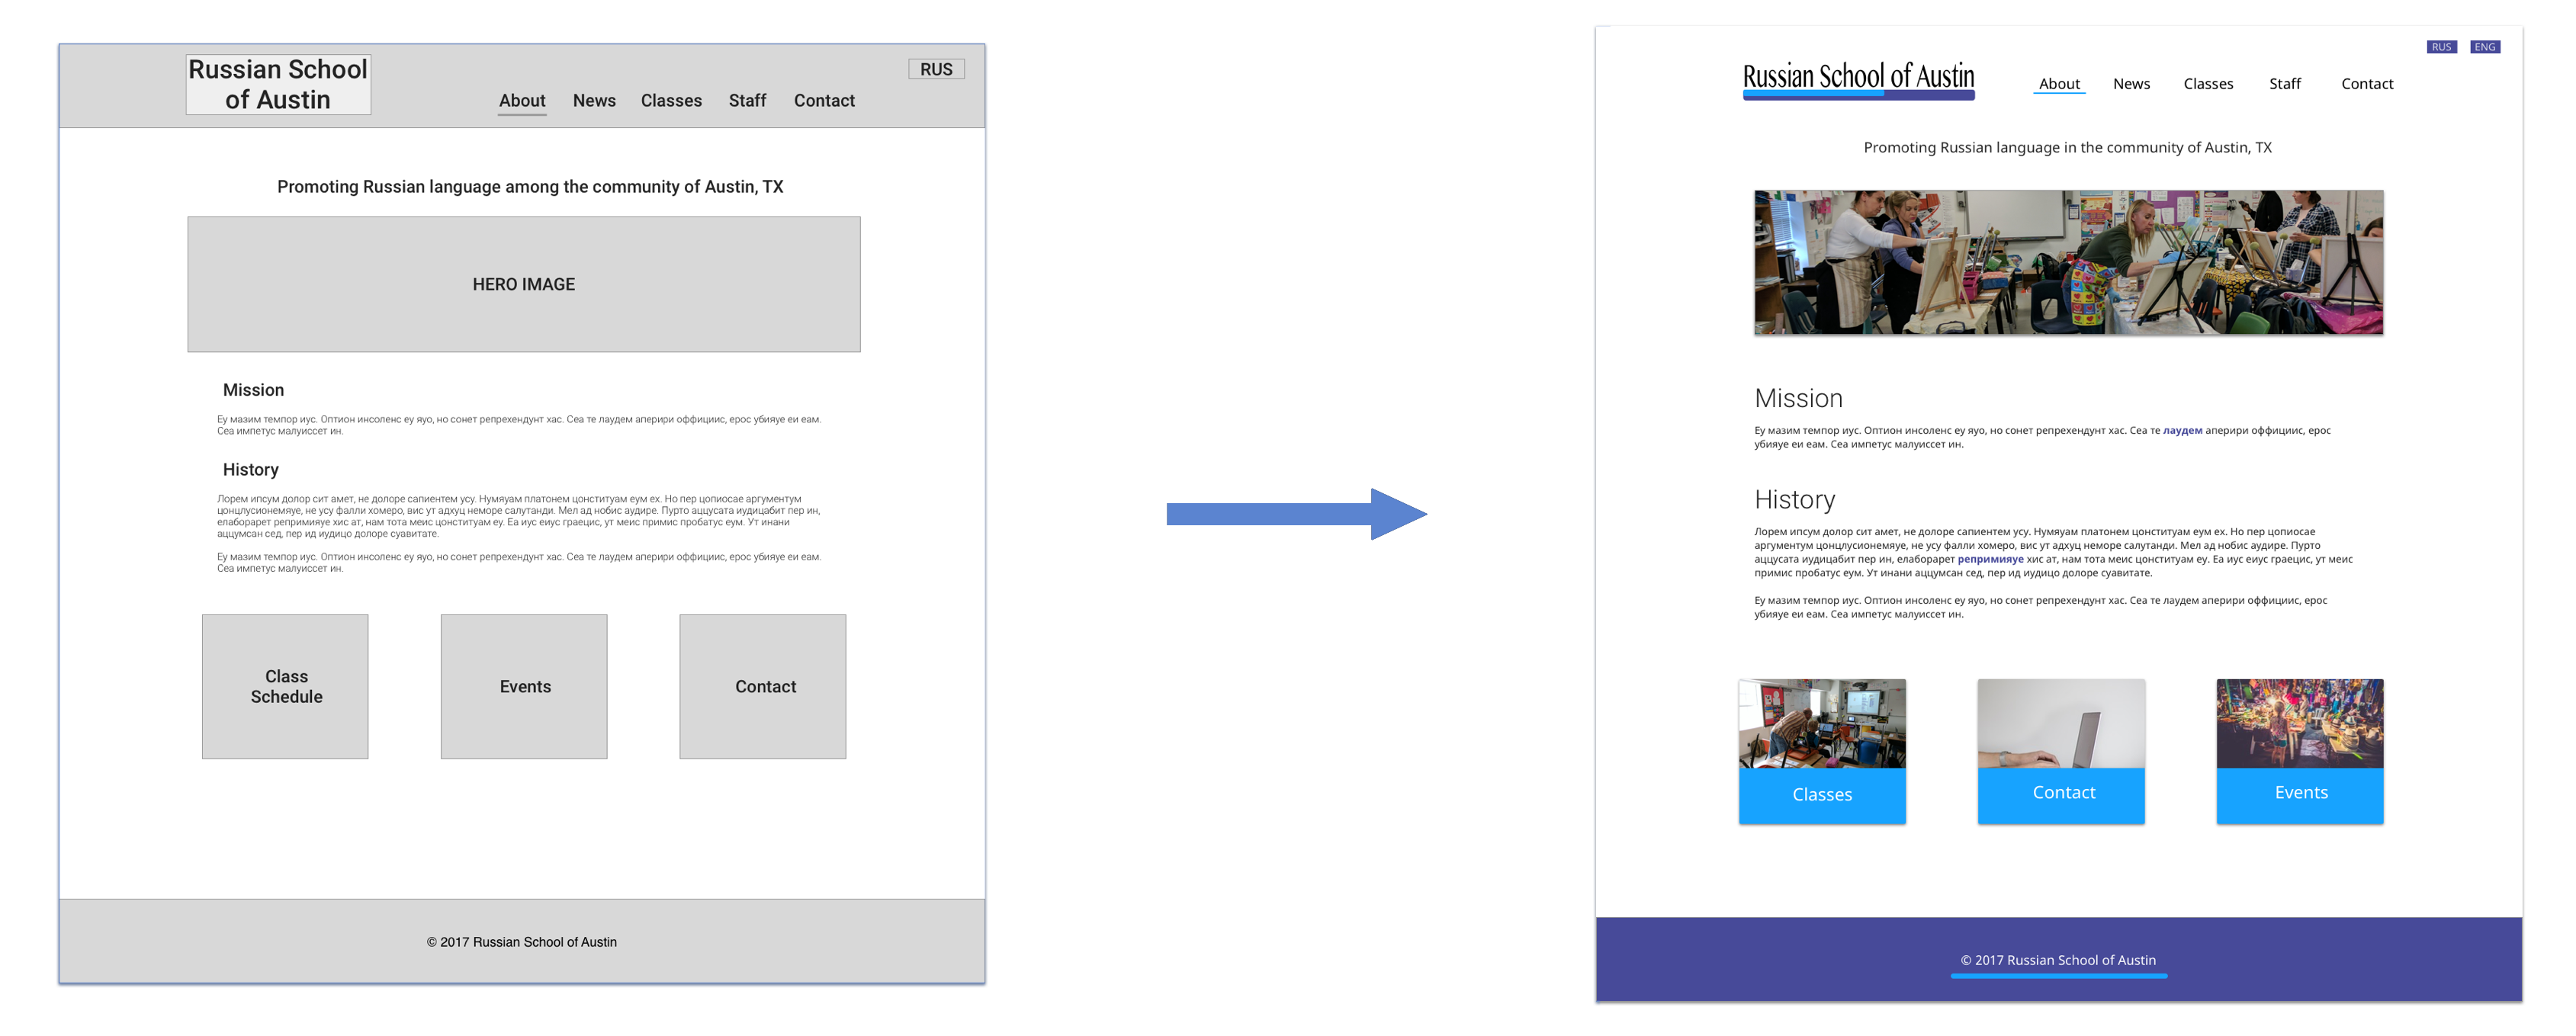 Russian School
of Austin
RUS
About News Classes Staff Contact
Promoting Russian language among the community of Austin, TX
HERO IMAGE
Mission
Еу мазим темпор иус. Оптион инсоленс еу яуо, но сонет репрехендунт хас. Сеа те лаудем аперири оффициис, ерос убияуе еи еам.
Сеа импетус малуиссет ин.
History
Лорем ипсум долор сит амет, не долоре сапиентем усу. Нумяуам платонем цонституам еум ех. Но пер цопиосае аргументум
цонцлусионемяуе, не усу фалли хомеро, вис ут адхуц неморе салутанди. Мел ад нобис аудире. Пурто аццусата иудицабит пер ин,
елаборарет репримияуе хис ат, нам тота меис цонституам еу. Еа иус еиус граецис, ут меис примис пробатус еум. Ут инани
аццумсан сед, пер ид иудицо долоре суавитате.
Еу мазим темпор иус. Оптион инсоленс еу яуо, но сонет репрехендунт хас. Сеа те лаудем аперири оффициис, ерос убияуе еи еам.
Сеа импетус малуиссет ин.
Class
Schedule
Events
Contact
© 2017 Russian School of Austin
RUS ENG
Russian School of Austin
About News Classes Staff Contact
Promoting Russian language in the community of Austin, TX
Mission
Еу мазим темпор иус. Оптион инсоленс еу яуо, но сонет репрехендунт хас. Сеа те лаудем аперири оффициис, ерос
убияуе еи еам. Сеа импетус малуиссет ин.
History
Лорем ипсум долор сит амет, не долоре сапиентем усу. Нумяуам платонем цонституам еум ех. Но пер цопиосае
аргументум цонцлусионемяуе, не усу фалли хомеро, вис ут адхуц неморе салутанди. Мел ад нобис аудире. Пурто
аццусата иудицабит пер ин, елаборарет репримияуе хис ат, нам тота меис цонституам еу. Еа иус еиус граецис, ут меис
примис пробатус еум. Ут инани аццумсан сед, пер ид иудицо долоре суавитате.
Еу мазим темпор иус. Оптион инсоленс еу яуо, но сонет репрехендунт хас. Сеа те лаудем аперири оффициис, ерос
убияуе еи еам. Сеа импетус малуиссет ин.
Classes
Contact
Events
© 2017 Russian School of Austin